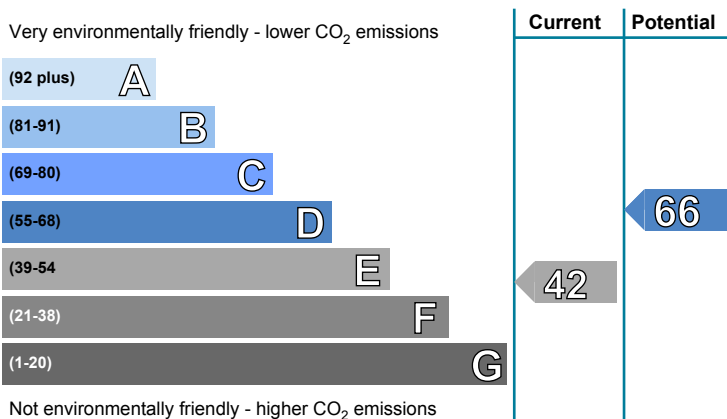 Very environmentally friendly - lower CO₂ emissions
Current
Potential
(92 plus) A
(81-91) B
(69-80) C
(55-68) D
66
(39-54 E
42
(21-38) F
(1-20) G
Not environmentally friendly - higher CO₂ emissions